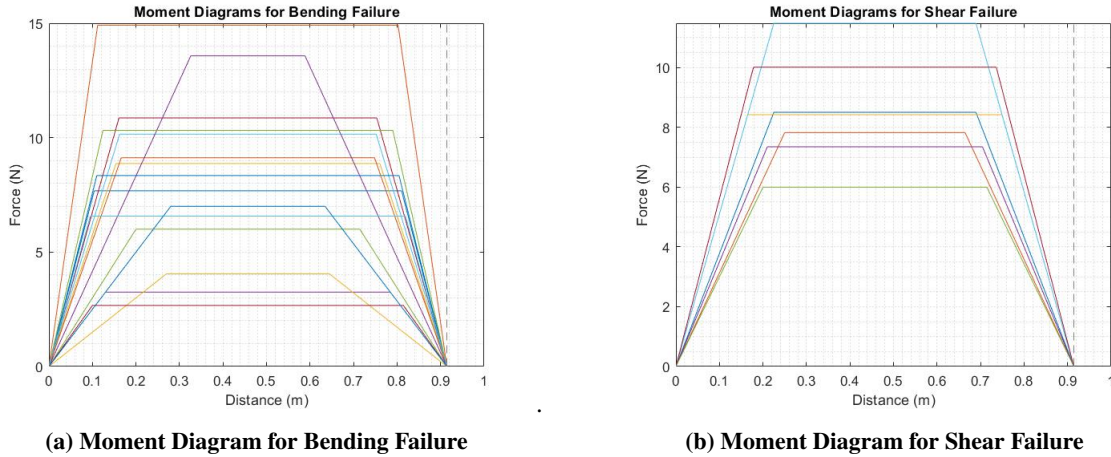 Moment Diagrams for Bending Failure
Force (N)
15
10
5
0
0 0.1 0.2 0.3 0.4 0.5 0.6 0.7 0.8 0.9 1
Distance (m)
(a) Moment Diagram for Bending Failure
.
Moment Diagrams for Shear Failure
Force (N)
10
8
6
4
2
0
0 0.1 0.2 0.3 0.4 0.5 0.6 0.7 0.8 0.9 1
Distance (m)
(b) Moment Diagram for Shear Failure